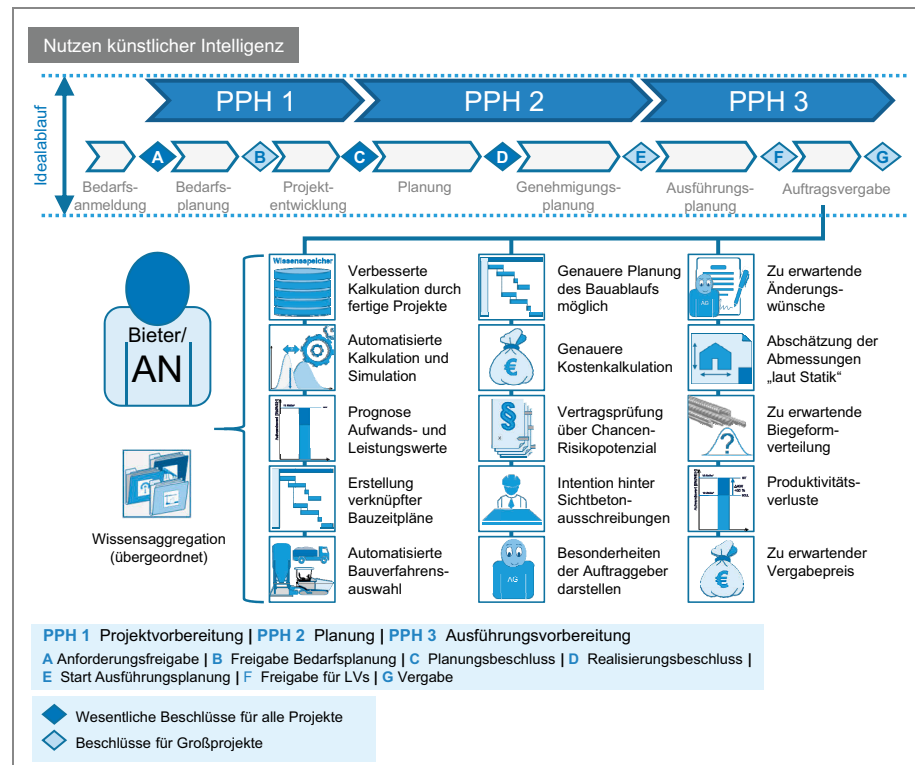 Nutzen künstlicher Intelligenz
Idealablauf
PPH 1
PPH 2
PPH 3
A
B
C
D
E
F
G
Bedarfs-
anmeldung
Bedarfs-
planung
Projekt-
entwicklung
Planung
Genehmigungs-
planung
Ausführungs-
planung
Auftragsvergabe
Bieter/
AN
Wissensaggregation
(übergeordnet)
Wissensspeicher
Verbesserte
Kalkulation durch
fertige Projekte
Automatisierte
Kalkulation und
Simulation
Prognose
Aufwands- und
Leistungswerte
Erstellung
verknüpfter
Bauzeitpläne
Automatisierte
Bauverfahrens-
auswahl
Genauere Planung
des Bauablaufs
möglich
€
Genauere
Kostenkalkulation
§
Vertragsprüfung
über Chancen-
Risikopotenzial
Intention hinter
Sichtbeton-
ausschreibungen
AG
Besonderheiten
der Auftraggeber
darstellen
AG
Zu erwartende
Änderungs-
wünsche
Abschätzung der
Abmessungen
„laut Statik“
?
Zu erwartende
Biegeform-
verteilung
Produktivitäts-
verluste
€
Zu erwartender
Vergabepreis
PPH 1 Projektvorbereitung | PPH 2 Planung | PPH 3 Ausführungsvorbereitung
A Anforderungsfreigabe | B Freigabe Bedarfsplanung | C Planungsbeschluss | D Realisierungsbeschluss |
E Start Ausführungsplanung | F Freigabe für LVs | G Vergabe
Wesentliche Beschlüsse für alle Projekte
Beschlüsse für Großprojekte